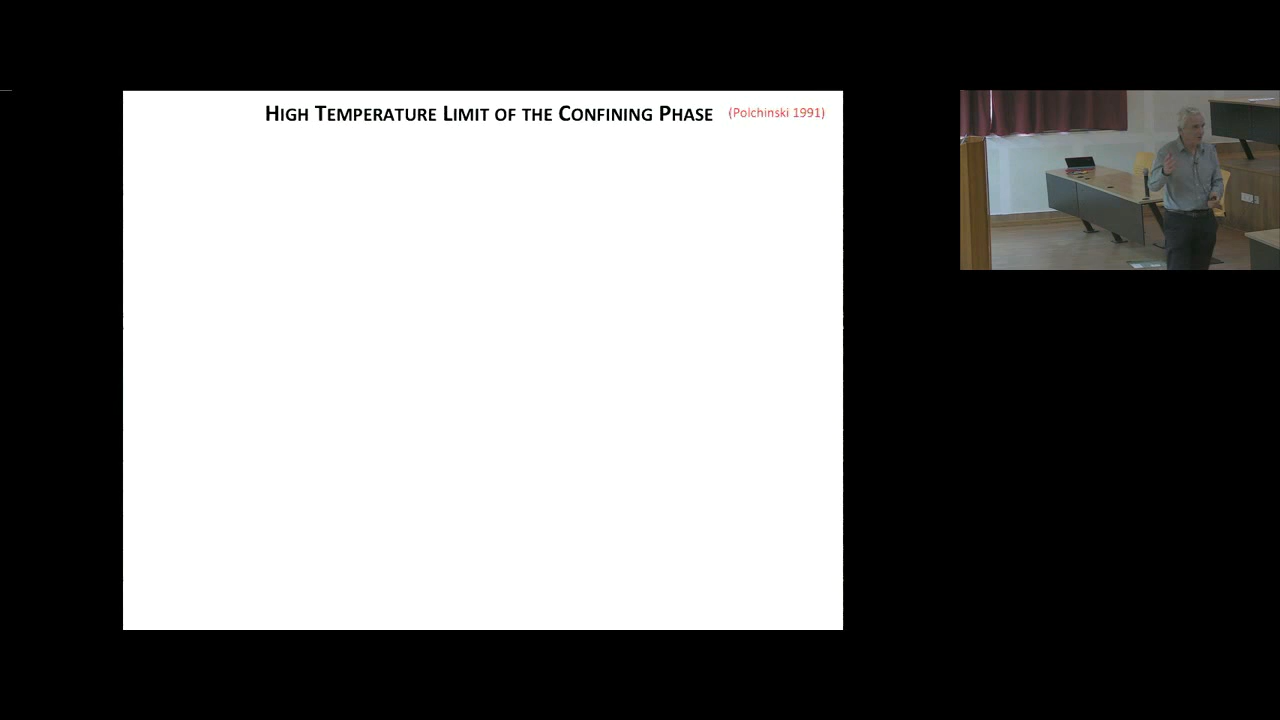 HIGH TEMPERATURE LIMIT OF THE CONFINING PHASE (Polchinski 1991)